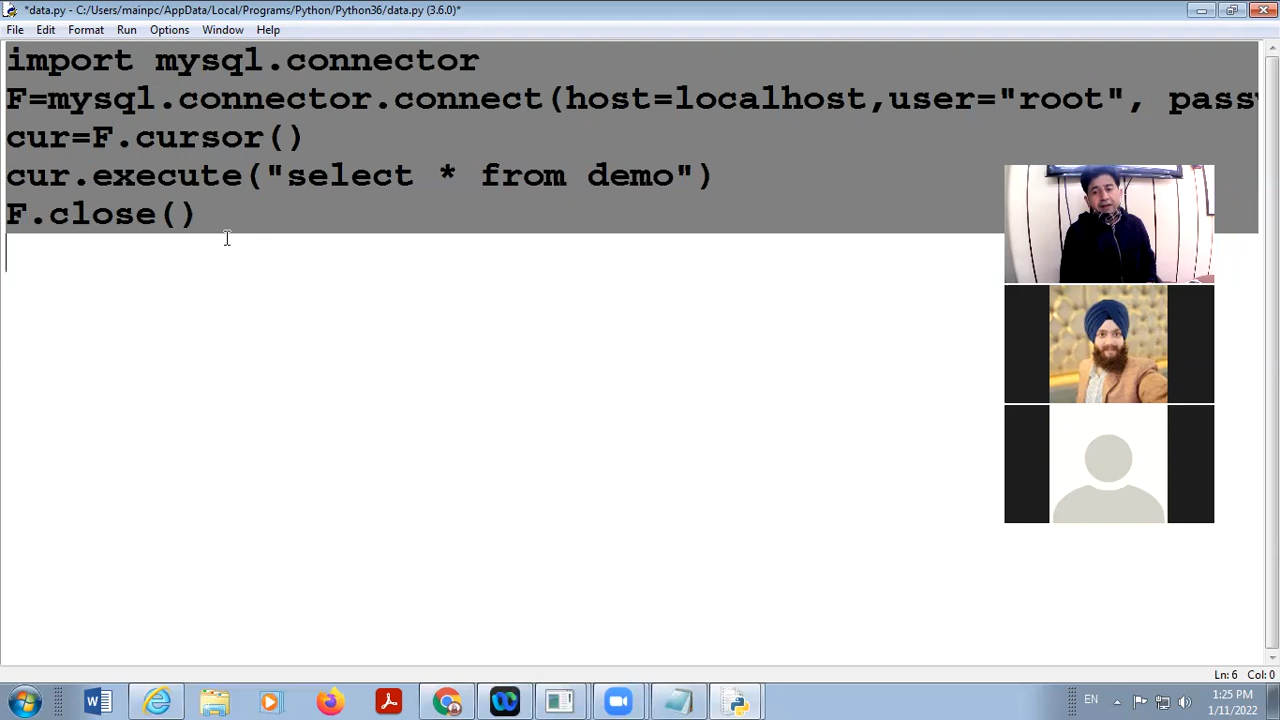 *data.py - C:/Users/mainpc/AppData/Local/Programs/Python/Python36/data.py (3.6.0)*
File Edit Format Run Options Window Help
import mysql.connector
F=mysql.connector.connect(host=localhost,user="root", passw
cur=F.cursor()
cur.execute("select * from demo")
F.close()
Ln: 6 Col: 0
EN
1:25 PM
1/11/2022